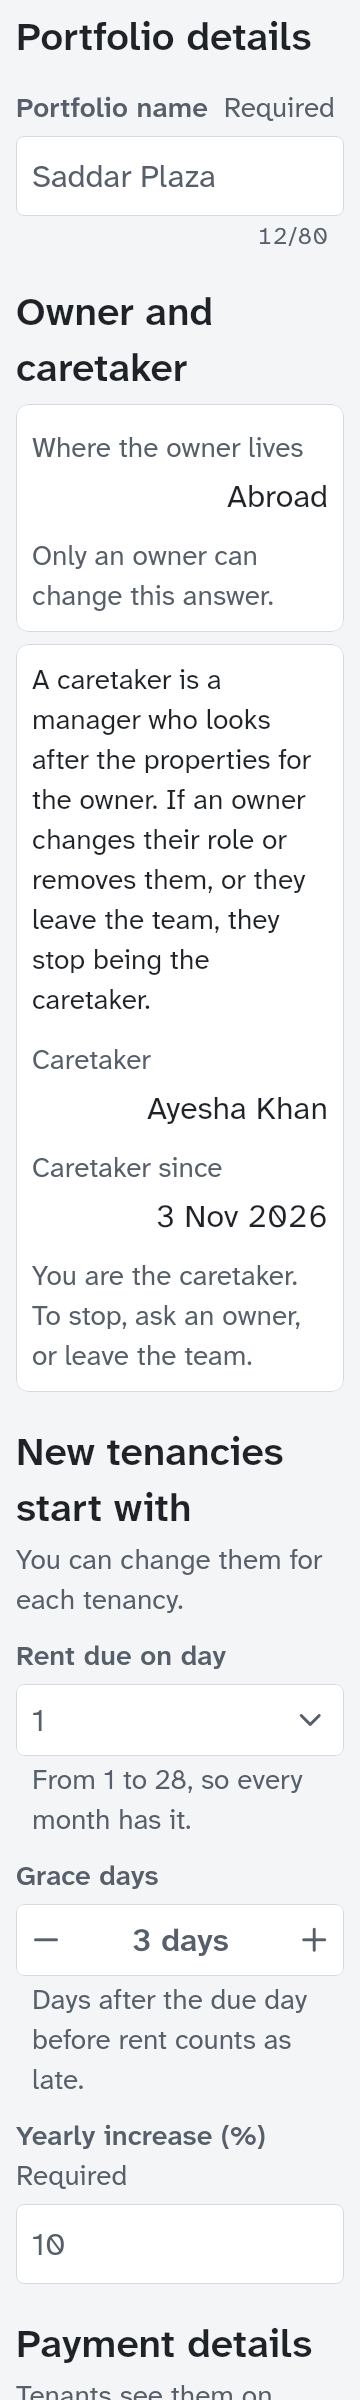 Portfolio details
Portfolio name Required
Saddar Plaza
12/80
Owner and
caretaker
Where the owner lives
Abroad
Only an owner can
change this answer.
A caretaker is a
manager who looks
after the properties for
the owner. If an owner
changes their role or
removes them, or they
leave the team, they
stop being the
caretaker.
Caretaker
Ayesha Khan
Caretaker since
3 Nov 2026
You are the caretaker.
To stop, ask an owner,
or leave the team.
New tenancies
start with
You can change them for
each tenancy.
Rent due on day
1
From 1 to 28, so every
month has it.
Grace days
3 days
Days after the due day
before rent counts as
late.
Yearly increase (%)
Required
10
Payment details
Tenants see them on